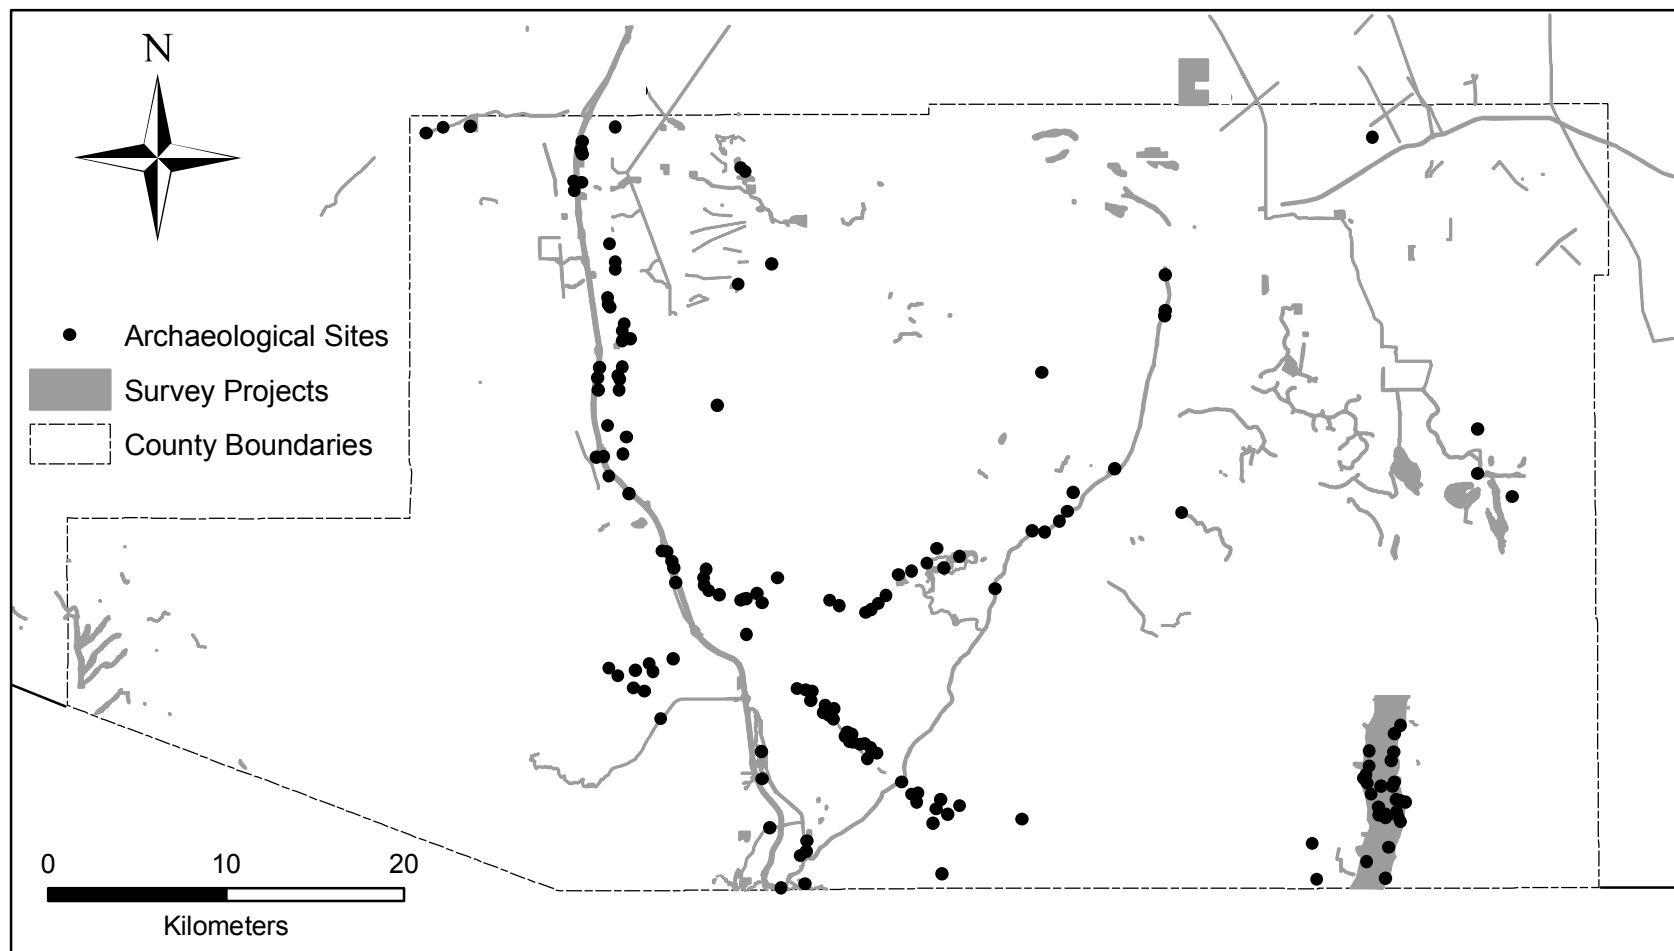 N
Archaeological Sites
Survey Projects
County Boundaries
0 10 20
Kilometers